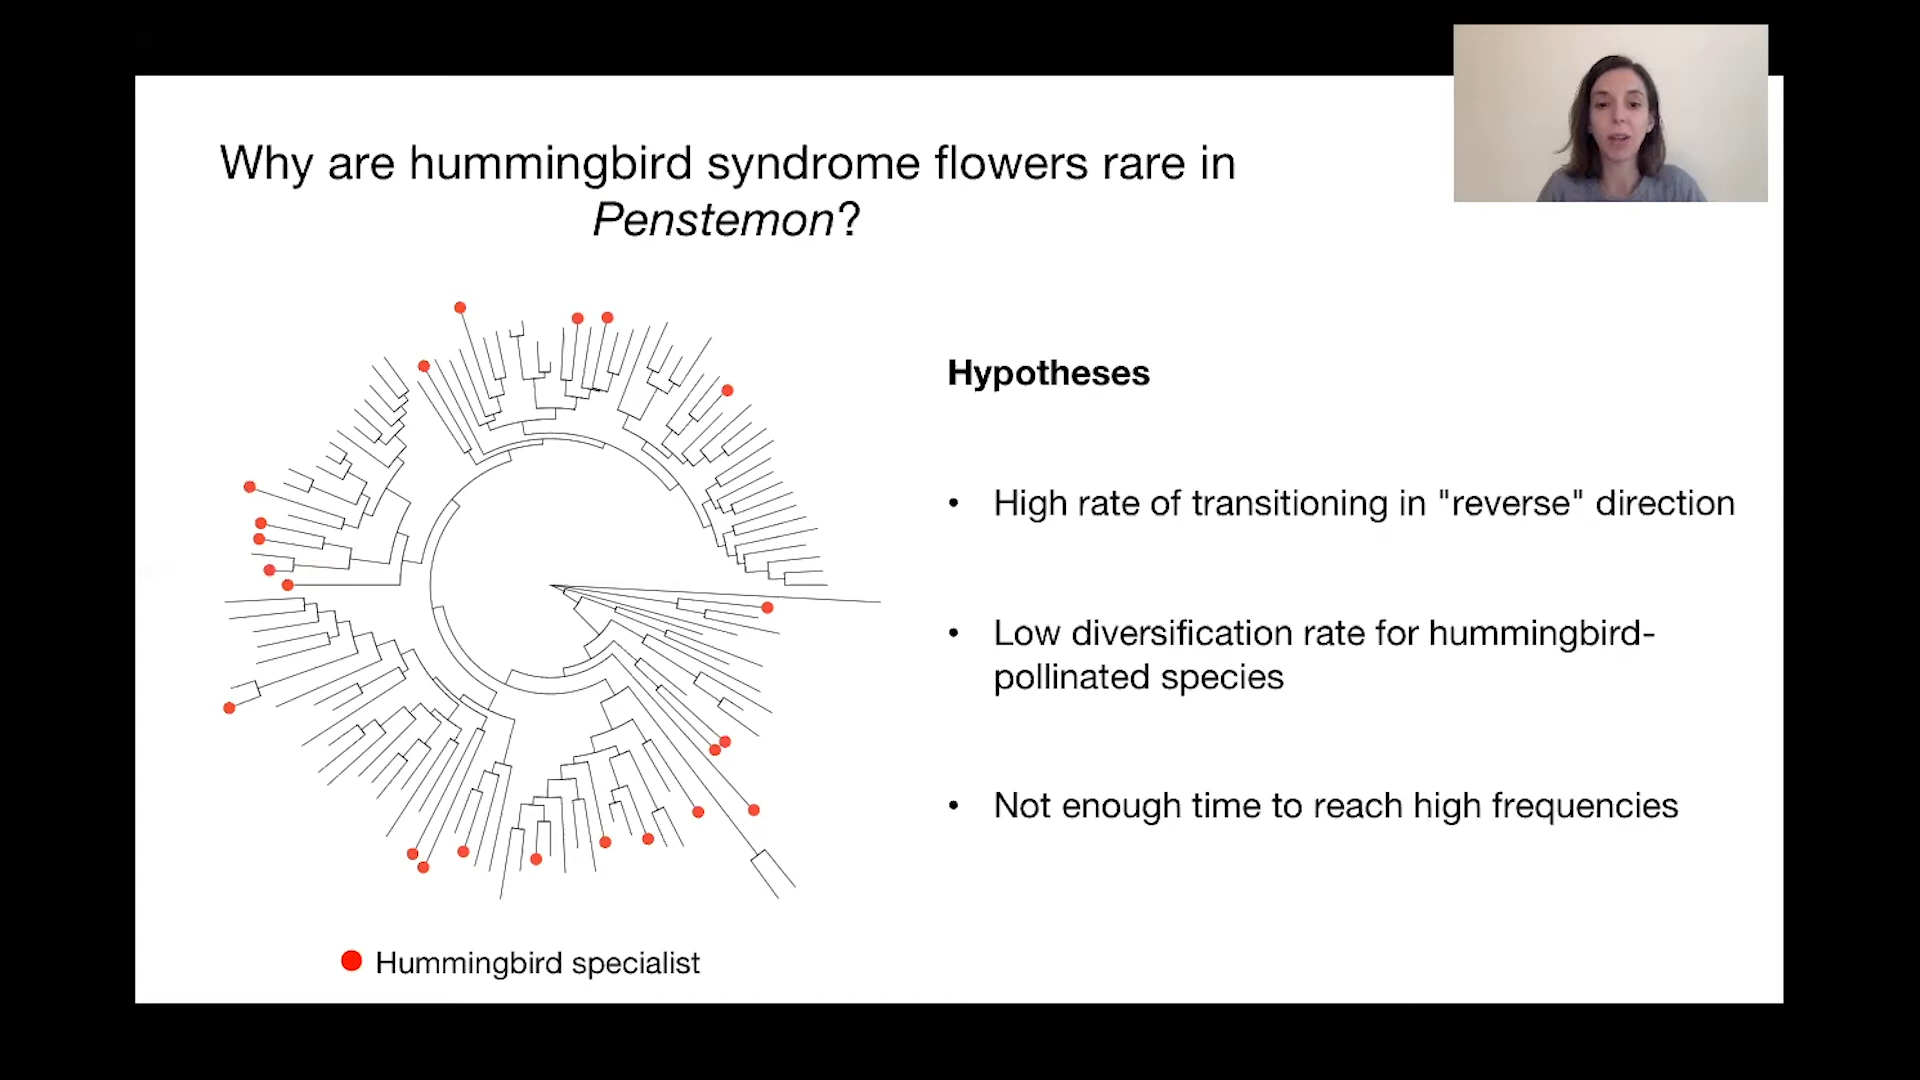 Why are hummingbird syndrome flowers rare in
Penstemon?
Hypotheses
• High rate of transitioning in "reverse" direction
• Low diversification rate for hummingbird-
pollinated species
• Not enough time to reach high frequencies
Hummingbird specialist